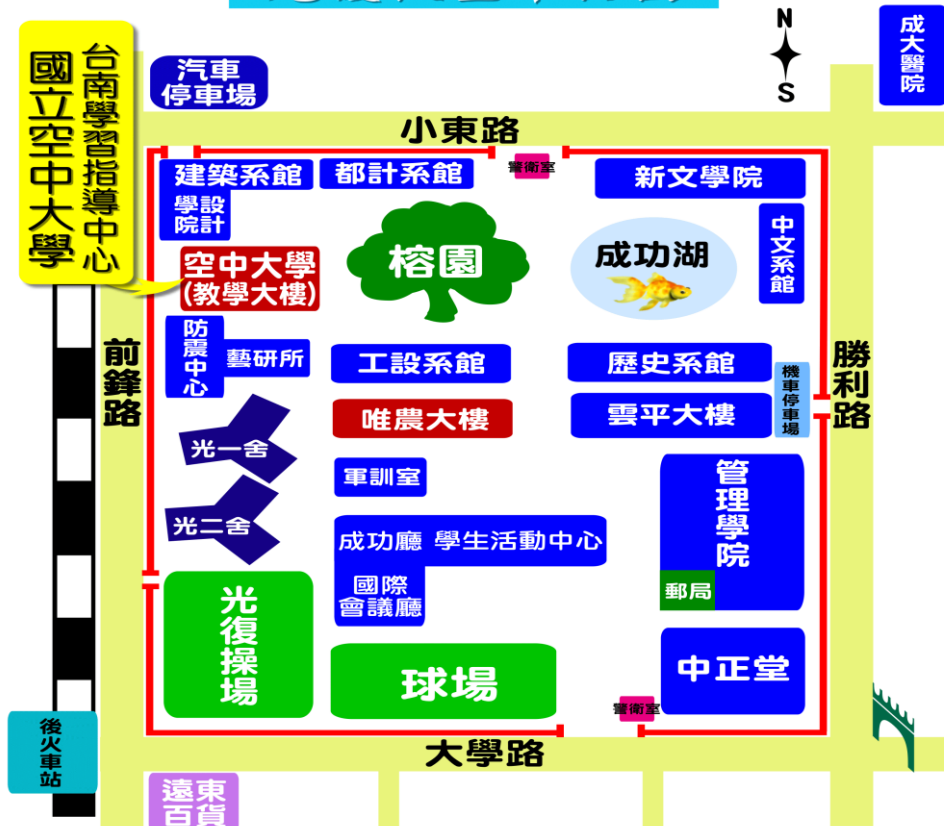 國立空中大學
台南學習指導中心
汽車
停車場
N
S
成大醫院
小東路
建築系館
都計系館
警衛室
新文學院
學設
院計
空中大學
(教學大樓)
榕園
成功湖
中文系館
前鋒路
防震中心
藝研所
工設系館
歷史系館
機車停車場
勝利路
唯農大樓
雲平大樓
光一舍
軍訓室
管理學院
光二舍
成功廳 學生活動中心
國際
會議廳
郵局
光復操場
球場
中正堂
警衛室
後火車站
大學路
遠東
百貨